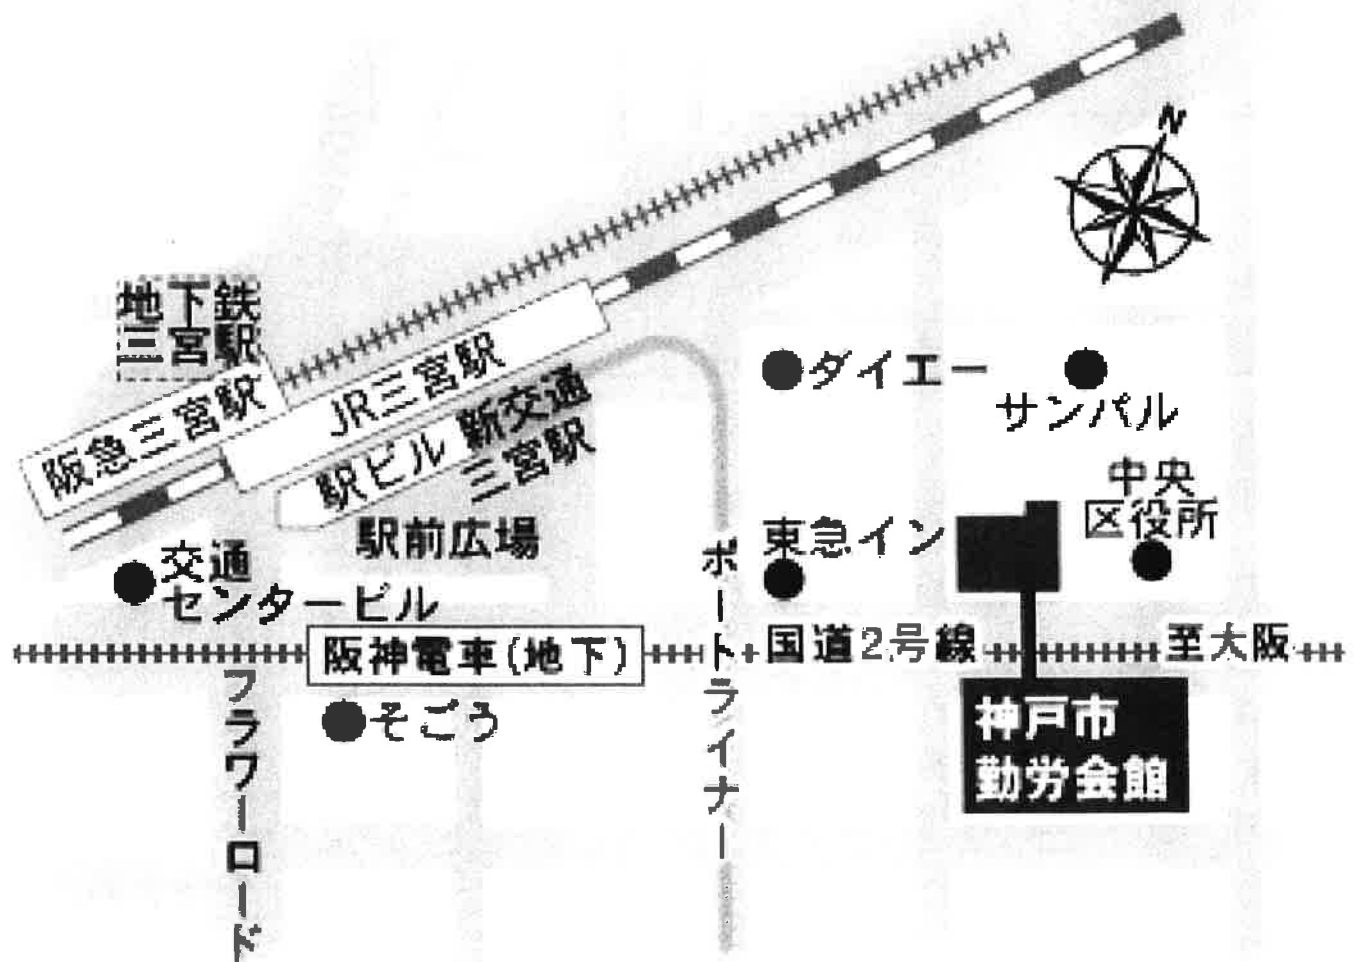 N
地下鉄
三宮駅
阪急三宮駅
JR三宮駅
駅ビル
新交通
三宮駅
駅前広場
ダイエー
サンパル
中央
区役所
東急イン
交通
センタービル
阪神電車(地下)
国道2号線
至大阪
そごう
フラワーロード
ポートライナー
神戸市
勤労会館